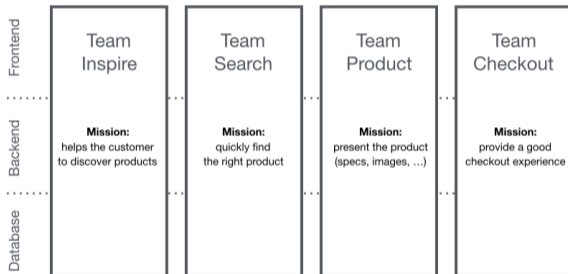 Frontend
Backend
Database
Team
Inspire
Mission:
helps the customer
to discover products
Team
Search
Mission:
quickly find
the right product
Team
Product
Mission:
present the product
(specs, images, ...)
Team
Checkout
Mission:
provide a good
checkout experience